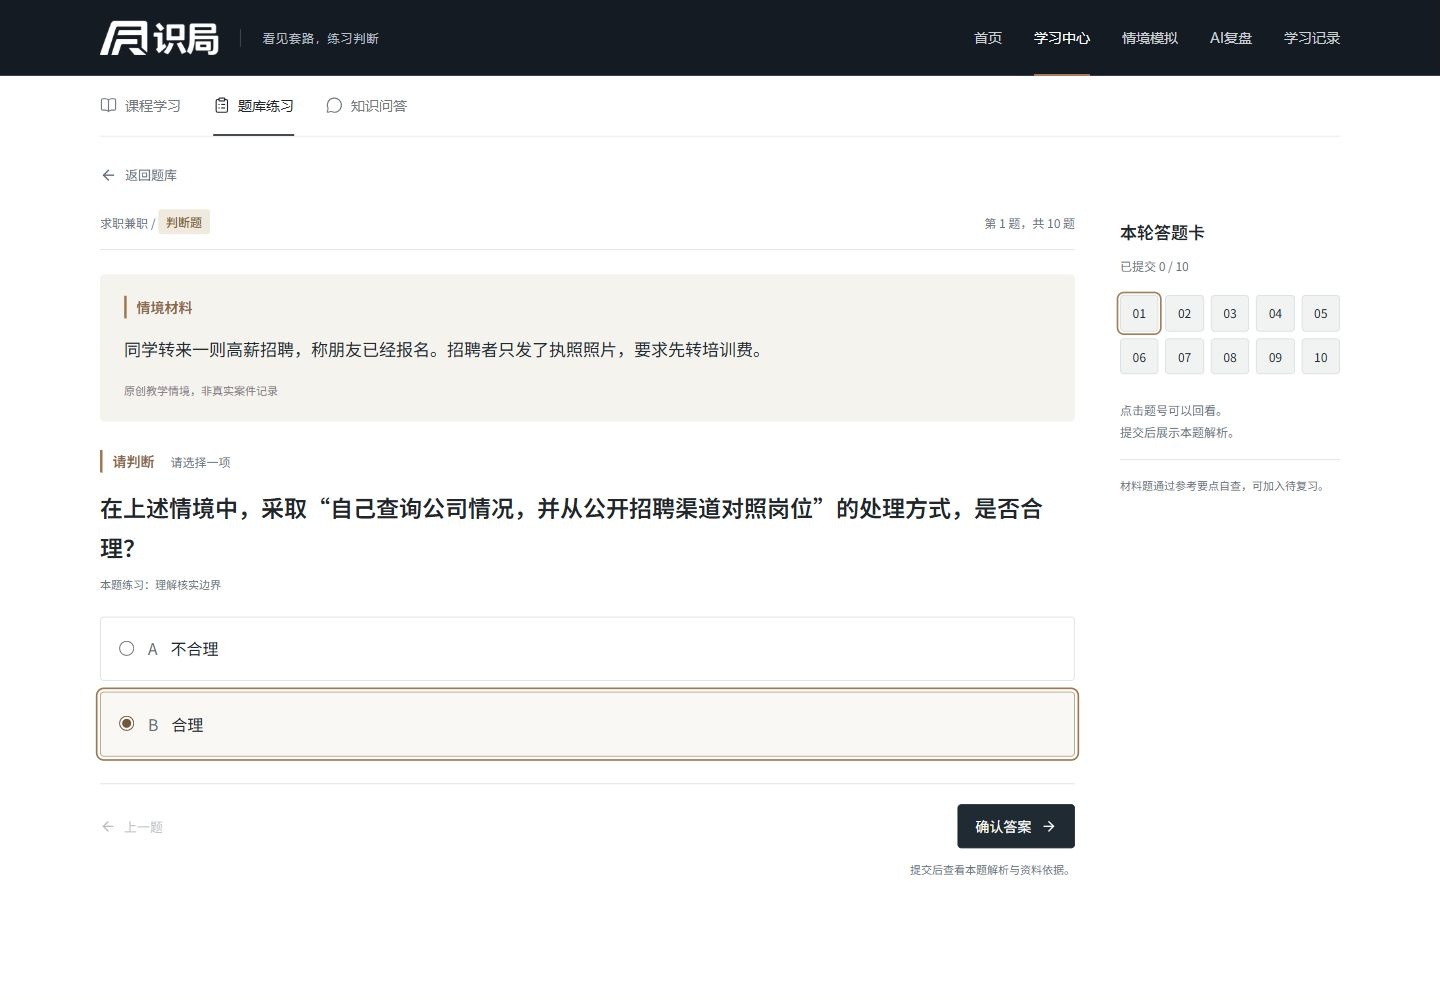 识局
看见套路，练习判断
首页
学习中心
情境模拟
AI复盘
学习记录
课程学习
题库练习
知识问答
返回题库
求职兼职 / 判断题
第 1 题，共 10 题
情境材料
同学转来一则高薪招聘，称朋友已经报名。招聘者只发了执照照片，要求先转培训费。
原创教学情境，非真实案件记录
请判断 请选择一项
在上述情境中，采取“自己查询公司情况，并从公开招聘渠道对照岗位”的处理方式，是否合
理？
本题练习：理解核实边界
A 不合理
B 合理
上一题
确认答案
提交后查看本题解析与资料依据。
本轮答题卡
已提交 0 / 10
01 02 03 04 05
06 07 08 09 10
点击题号可以回看。
提交后展示本题解析。
材料题通过参考要点自查，可加入待复习。